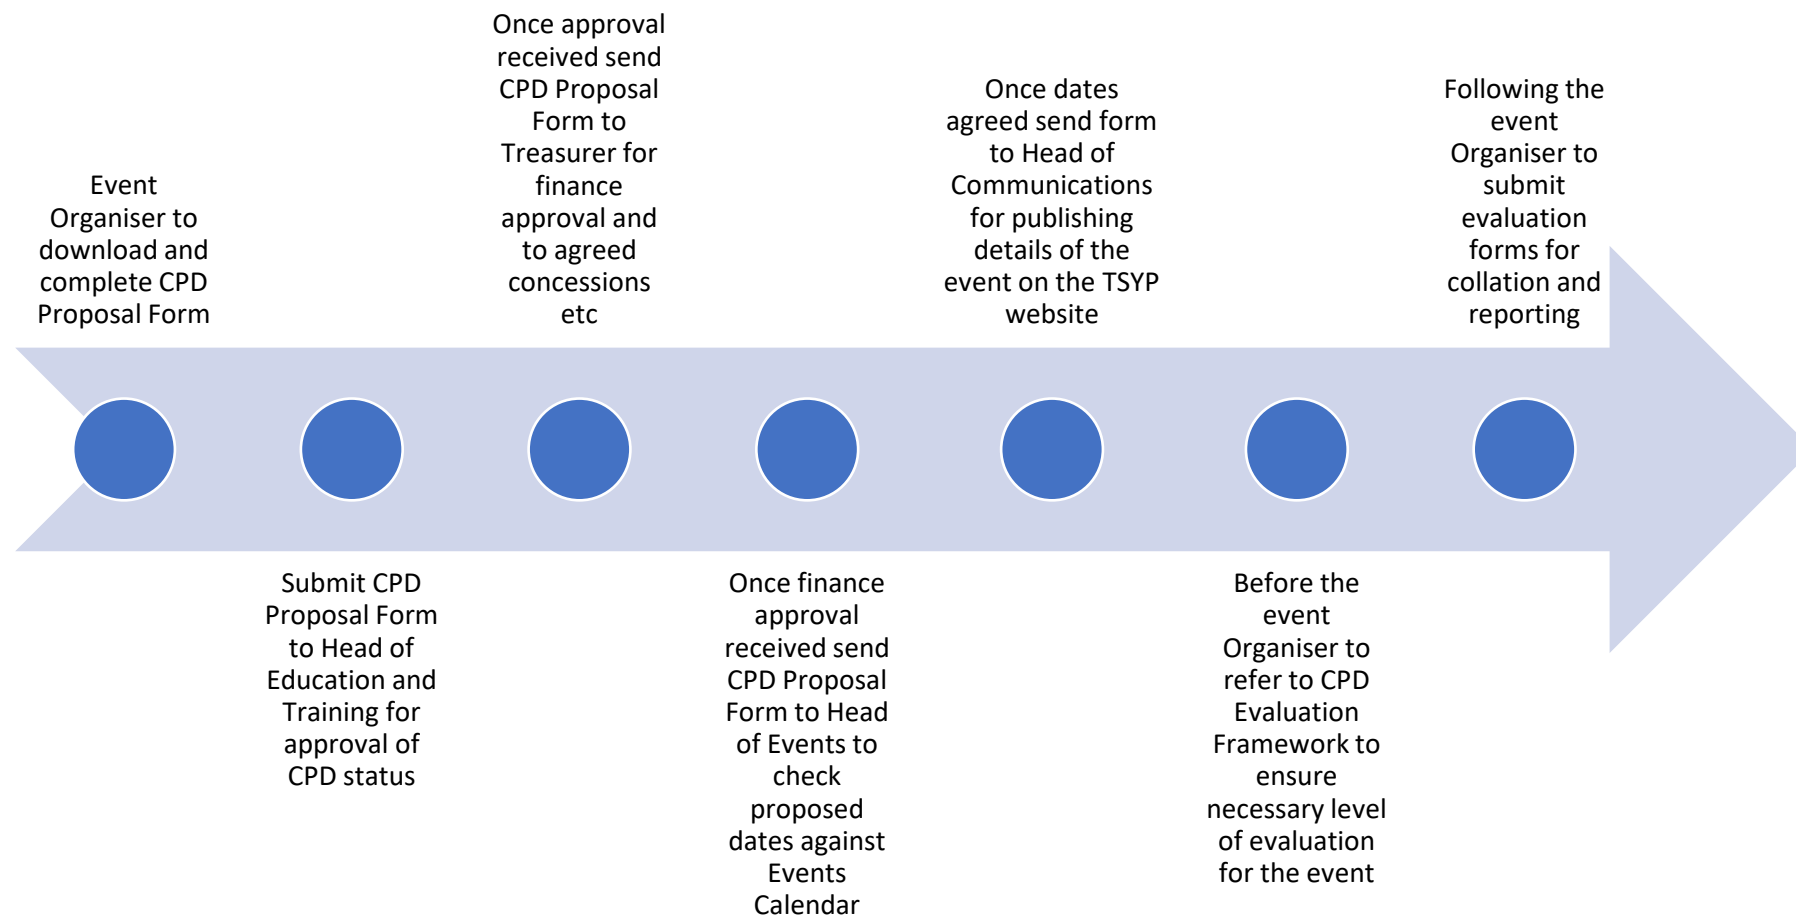 Event
Organiser to
download and
complete CPD
Proposal Form
Submit CPD
Proposal Form
to Head of
Education and
Training for
approval of
CPD status
Once approval
received send
CPD Proposal
Form to
Treasurer for
finance
approval and
to agreed
concessions
etc
Once finance
approval
received send
CPD Proposal
Form to Head
of Events to
check
proposed
dates against
Events
Calendar
Once dates
agreed send form
to Head of
Communications
for publishing
details of the
event on the TSYP
website
Before the
event
Organiser to
refer to CPD
Evaluation
Framework to
ensure
necessary level
of evaluation
for the event
Following the
event
Organiser to
submit
evaluation
forms for
collation and
reporting